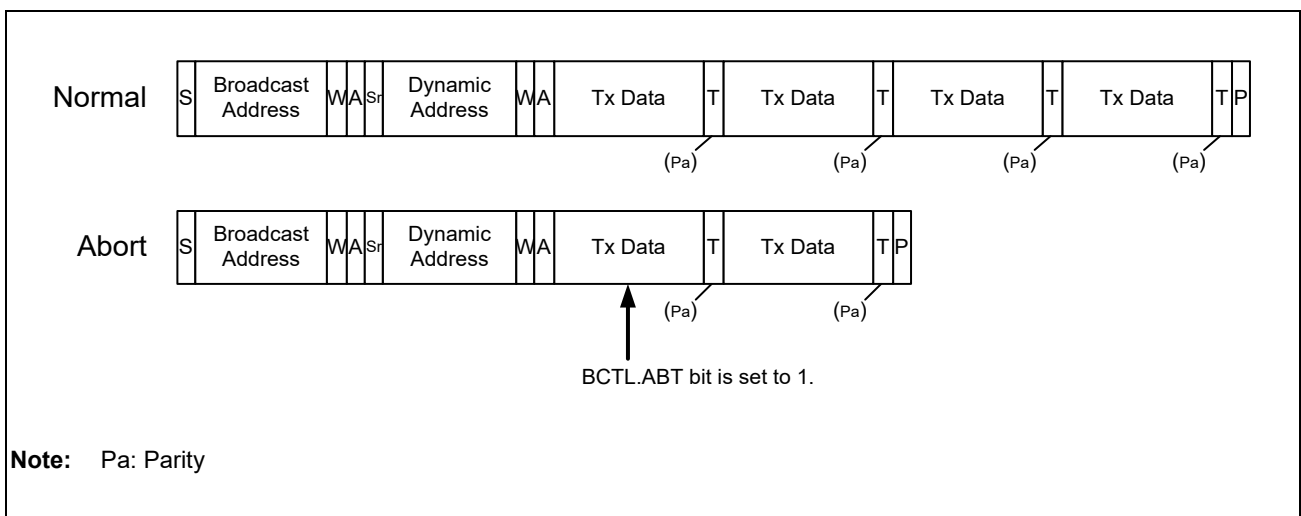 Normal S Broadcast Address W A Sr Dynamic Address W A Tx Data T Tx Data T Tx Data T Tx Data T P
(Pa) (Pa) (Pa) (Pa)
Abort S Broadcast Address W A Sr Dynamic Address W A Tx Data T Tx Data T P
(Pa) (Pa)
BCTL.ABT bit is set to 1.
Note: Pa: Parity